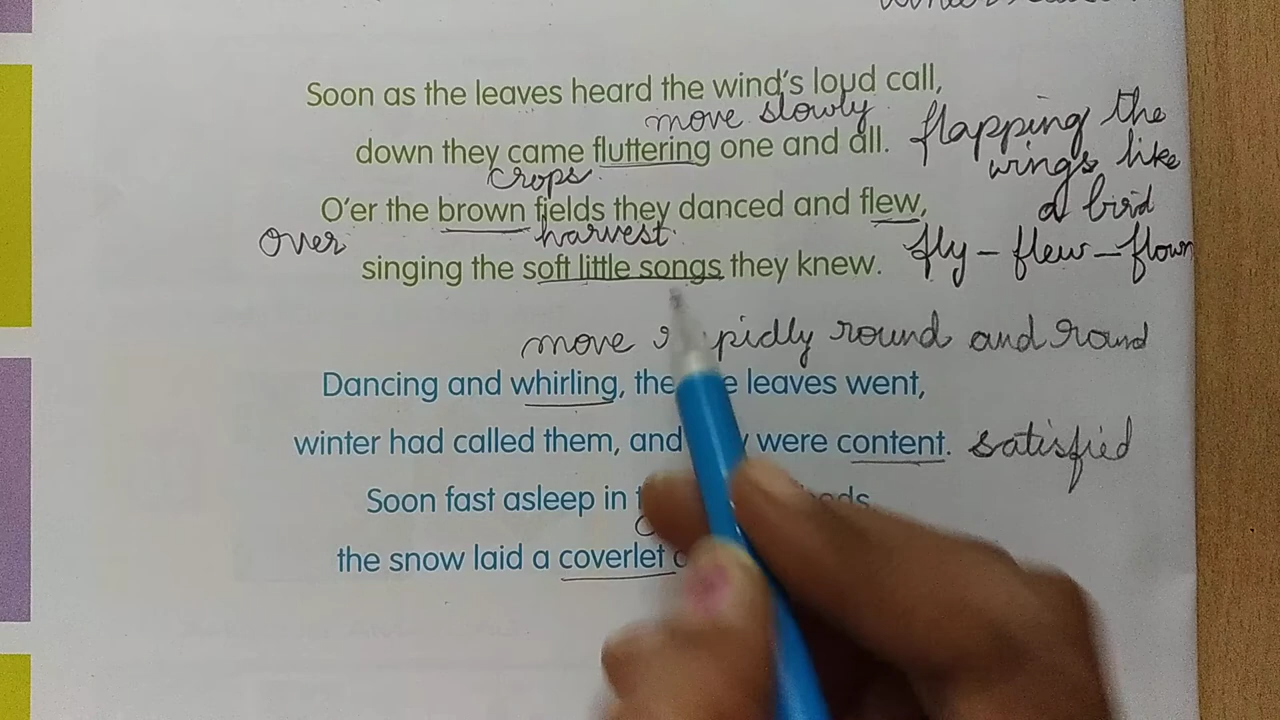 Soon as the leaves heard the wind's loud call,
move slowly
down they came fluttering one and all.
flapping the
wings like
a bird
crops
O'er the brown fields they danced and flew,
over
harvest
fly - flew - flown
singing the soft little songs they knew.
move rapidly round and round
Dancing and whirling, the leaves went,
winter had called them, and were content.
satisfied
Soon fast asleep in
the snow laid a coverlet